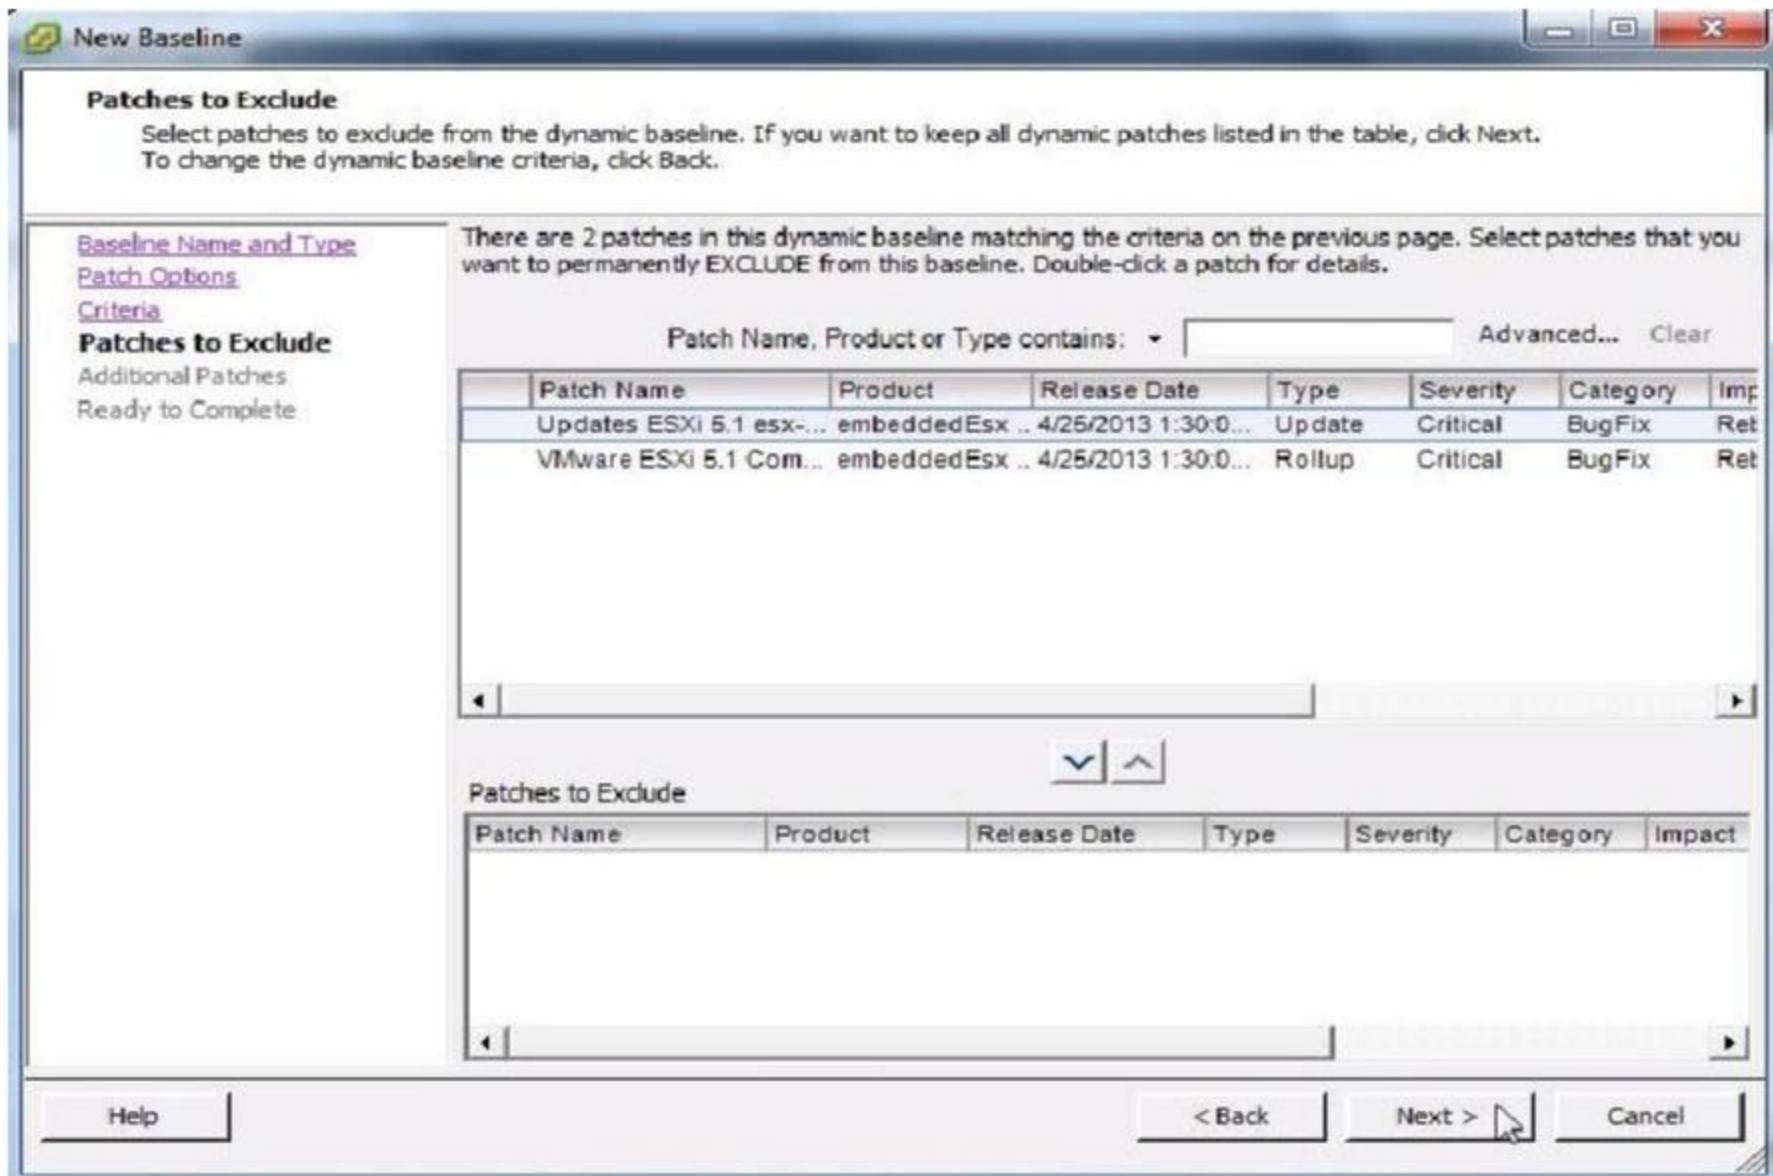 New Baseline
Patches to Exclude
Select patches to exclude from the dynamic baseline. If you want to keep all dynamic patches listed in the table, click Next.
To change the dynamic baseline criteria, click Back.
Baseline Name and Type
Patch Options
Criteria
Patches to Exclude
Additional Patches
Ready to Complete
There are 2 patches in this dynamic baseline matching the criteria on the previous page. Select patches that you
want to permanently EXCLUDE from this baseline. Double-click a patch for details.
Patch Name, Product or Type contains: Advanced... Clear
Patch Name Product Release Date Type Severity Category Imp
Updates ESXi 5.1 esx-... embeddedEsx .. 4/25/2013 1:30:0... Update Critical BugFix Reb
VMware ESXi 5.1 Com... embeddedEsx .. 4/25/2013 1:30:0... Rollup Critical BugFix Reb
Patches to Exclude
Patch Name Product Release Date Type Severity Category Impact
Help < Back Next > Cancel